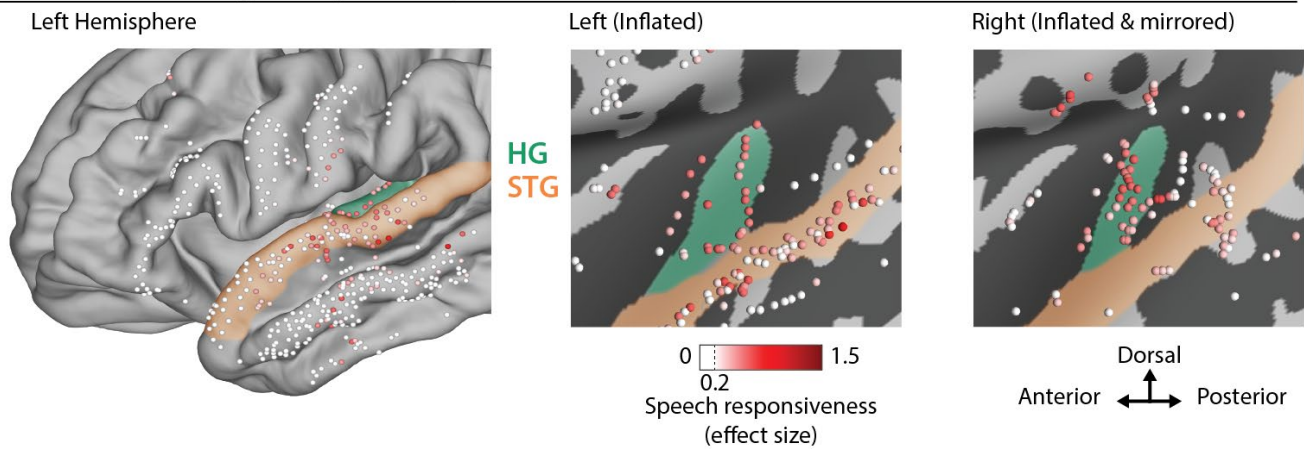 Left Hemisphere
Left (Inflated)
Right (Inflated & mirrored)
HG
STG
0
1.5
0.2
Speech responsiveness
(effect size)
Dorsal
Anterior
Posterior